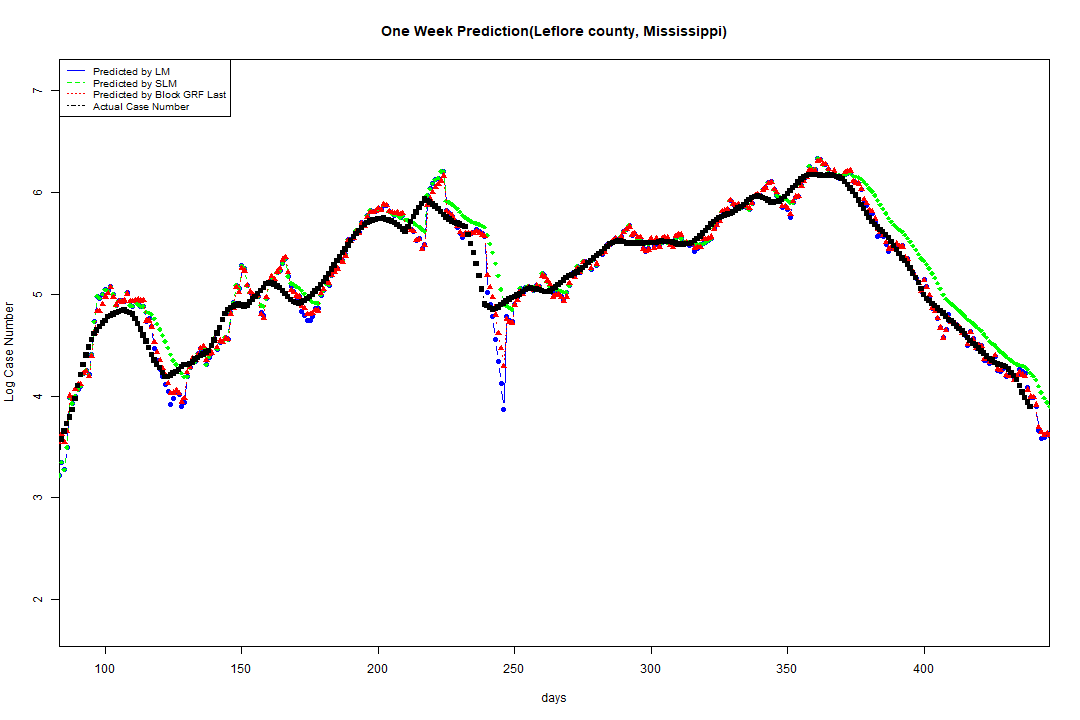 One Week Prediction(Leflore county, Mississippi)
Predicted by LM
Predicted by SLM
Predicted by Block GRF Last
Actual Case Number
7
6
5
4
3
2
Log Case Number
100 150 200 250 300 350 400
days